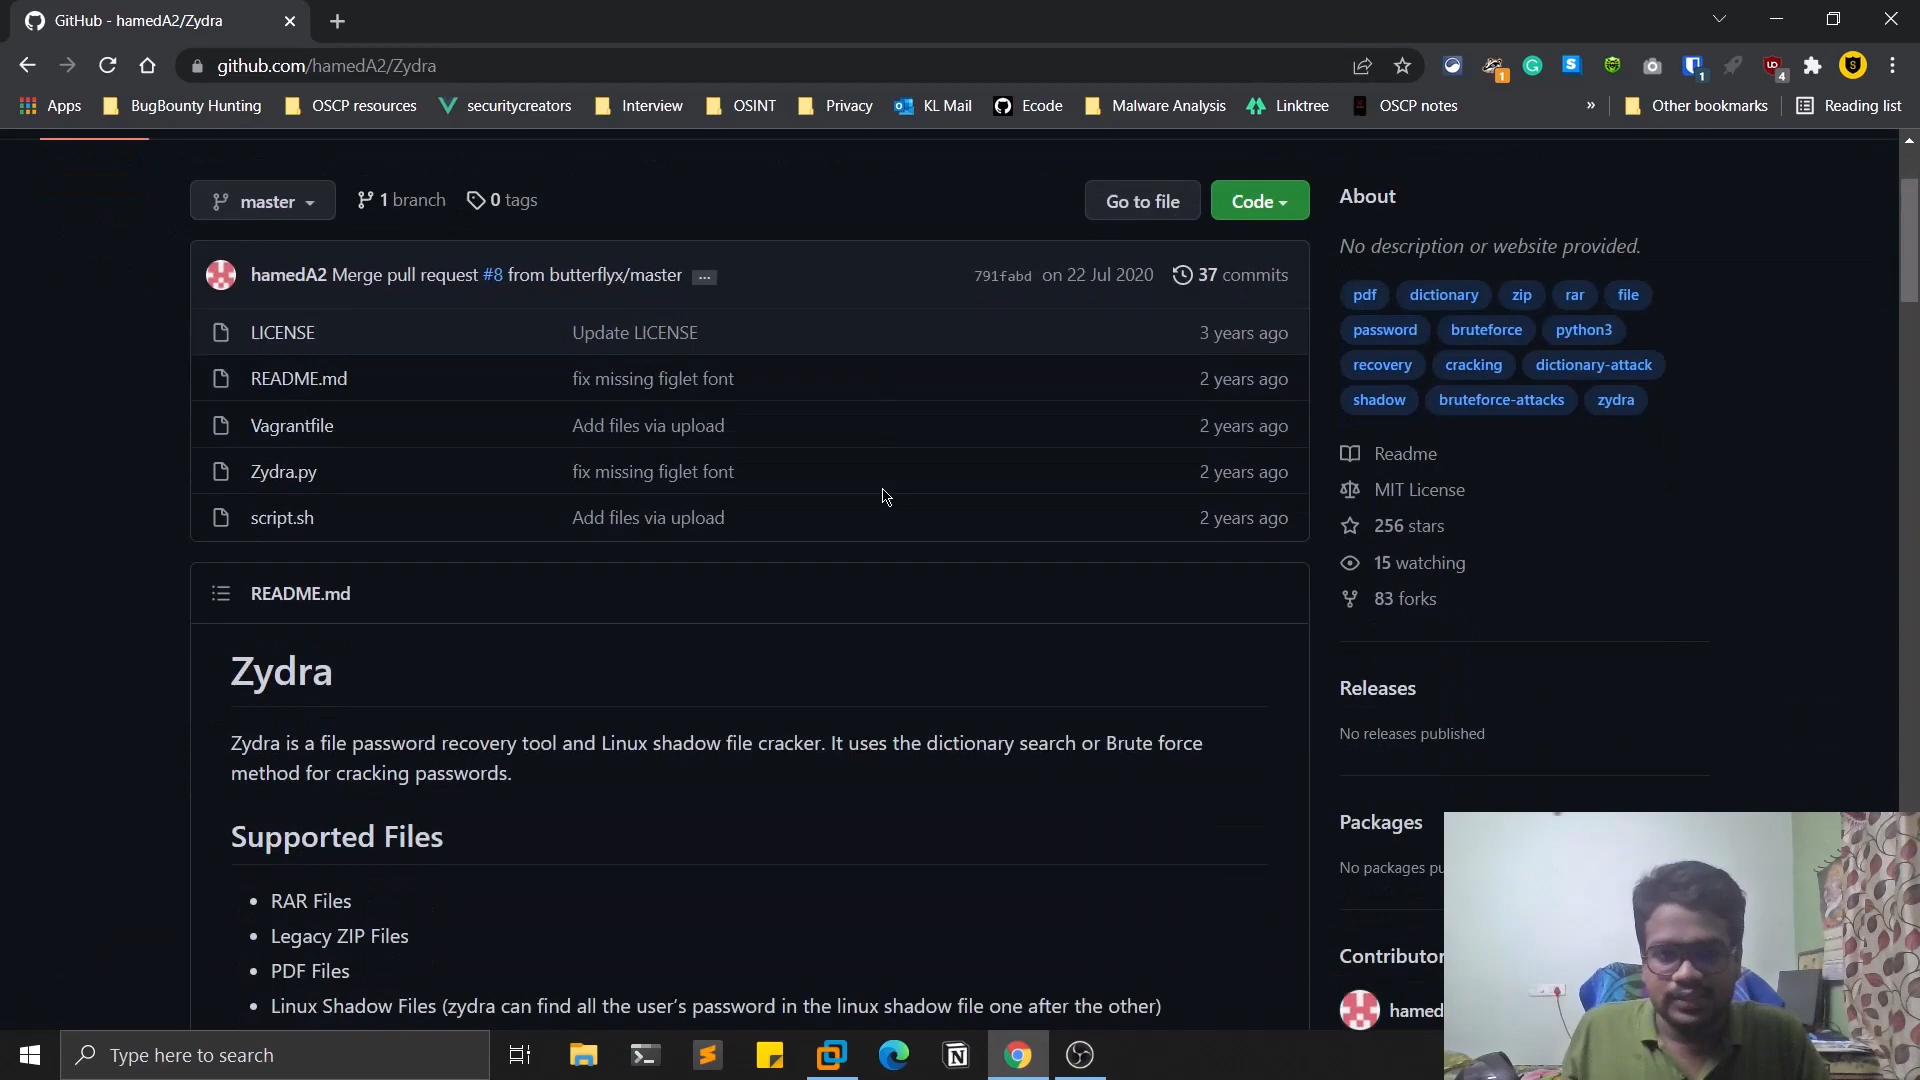 GitHub - hamedA2/Zydra
github.com/hamedA2/Zydra
1
1
UD
4
S
Apps
BugBounty Hunting
OSCP resources
securitycreators
Interview
OSINT
Privacy
KL Mail
Ecode
Malware Analysis
Linktree
OSCP notes
»
Other bookmarks
Reading list
master
1 branch
0 tags
Go to file
Code
hamedA2 Merge pull request #8 from butterflyx/master ...
791fabd on 22 Jul 2020
37 commits
LICENSE
Update LICENSE
3 years ago
README.md
fix missing figlet font
2 years ago
Vagrantfile
Add files via upload
2 years ago
Zydra.py
fix missing figlet font
2 years ago
script.sh
Add files via upload
2 years ago
README.md
Zydra
Zydra is a file password recovery tool and Linux shadow file cracker. It uses the dictionary search or Brute force
method for cracking passwords.
Supported Files
RAR Files
Legacy ZIP Files
PDF Files
Linux Shadow Files (zydra can find all the user's password in the linux shadow file one after the other)
About
No description or website provided.
pdf dictionary zip rar file
password bruteforce python3
recovery cracking dictionary-attack
shadow bruteforce-attacks zydra
Readme
MIT License
256 stars
15 watching
83 forks
Releases
No releases published
Packages
No packages pu
Contributor
hamed
Type here to search